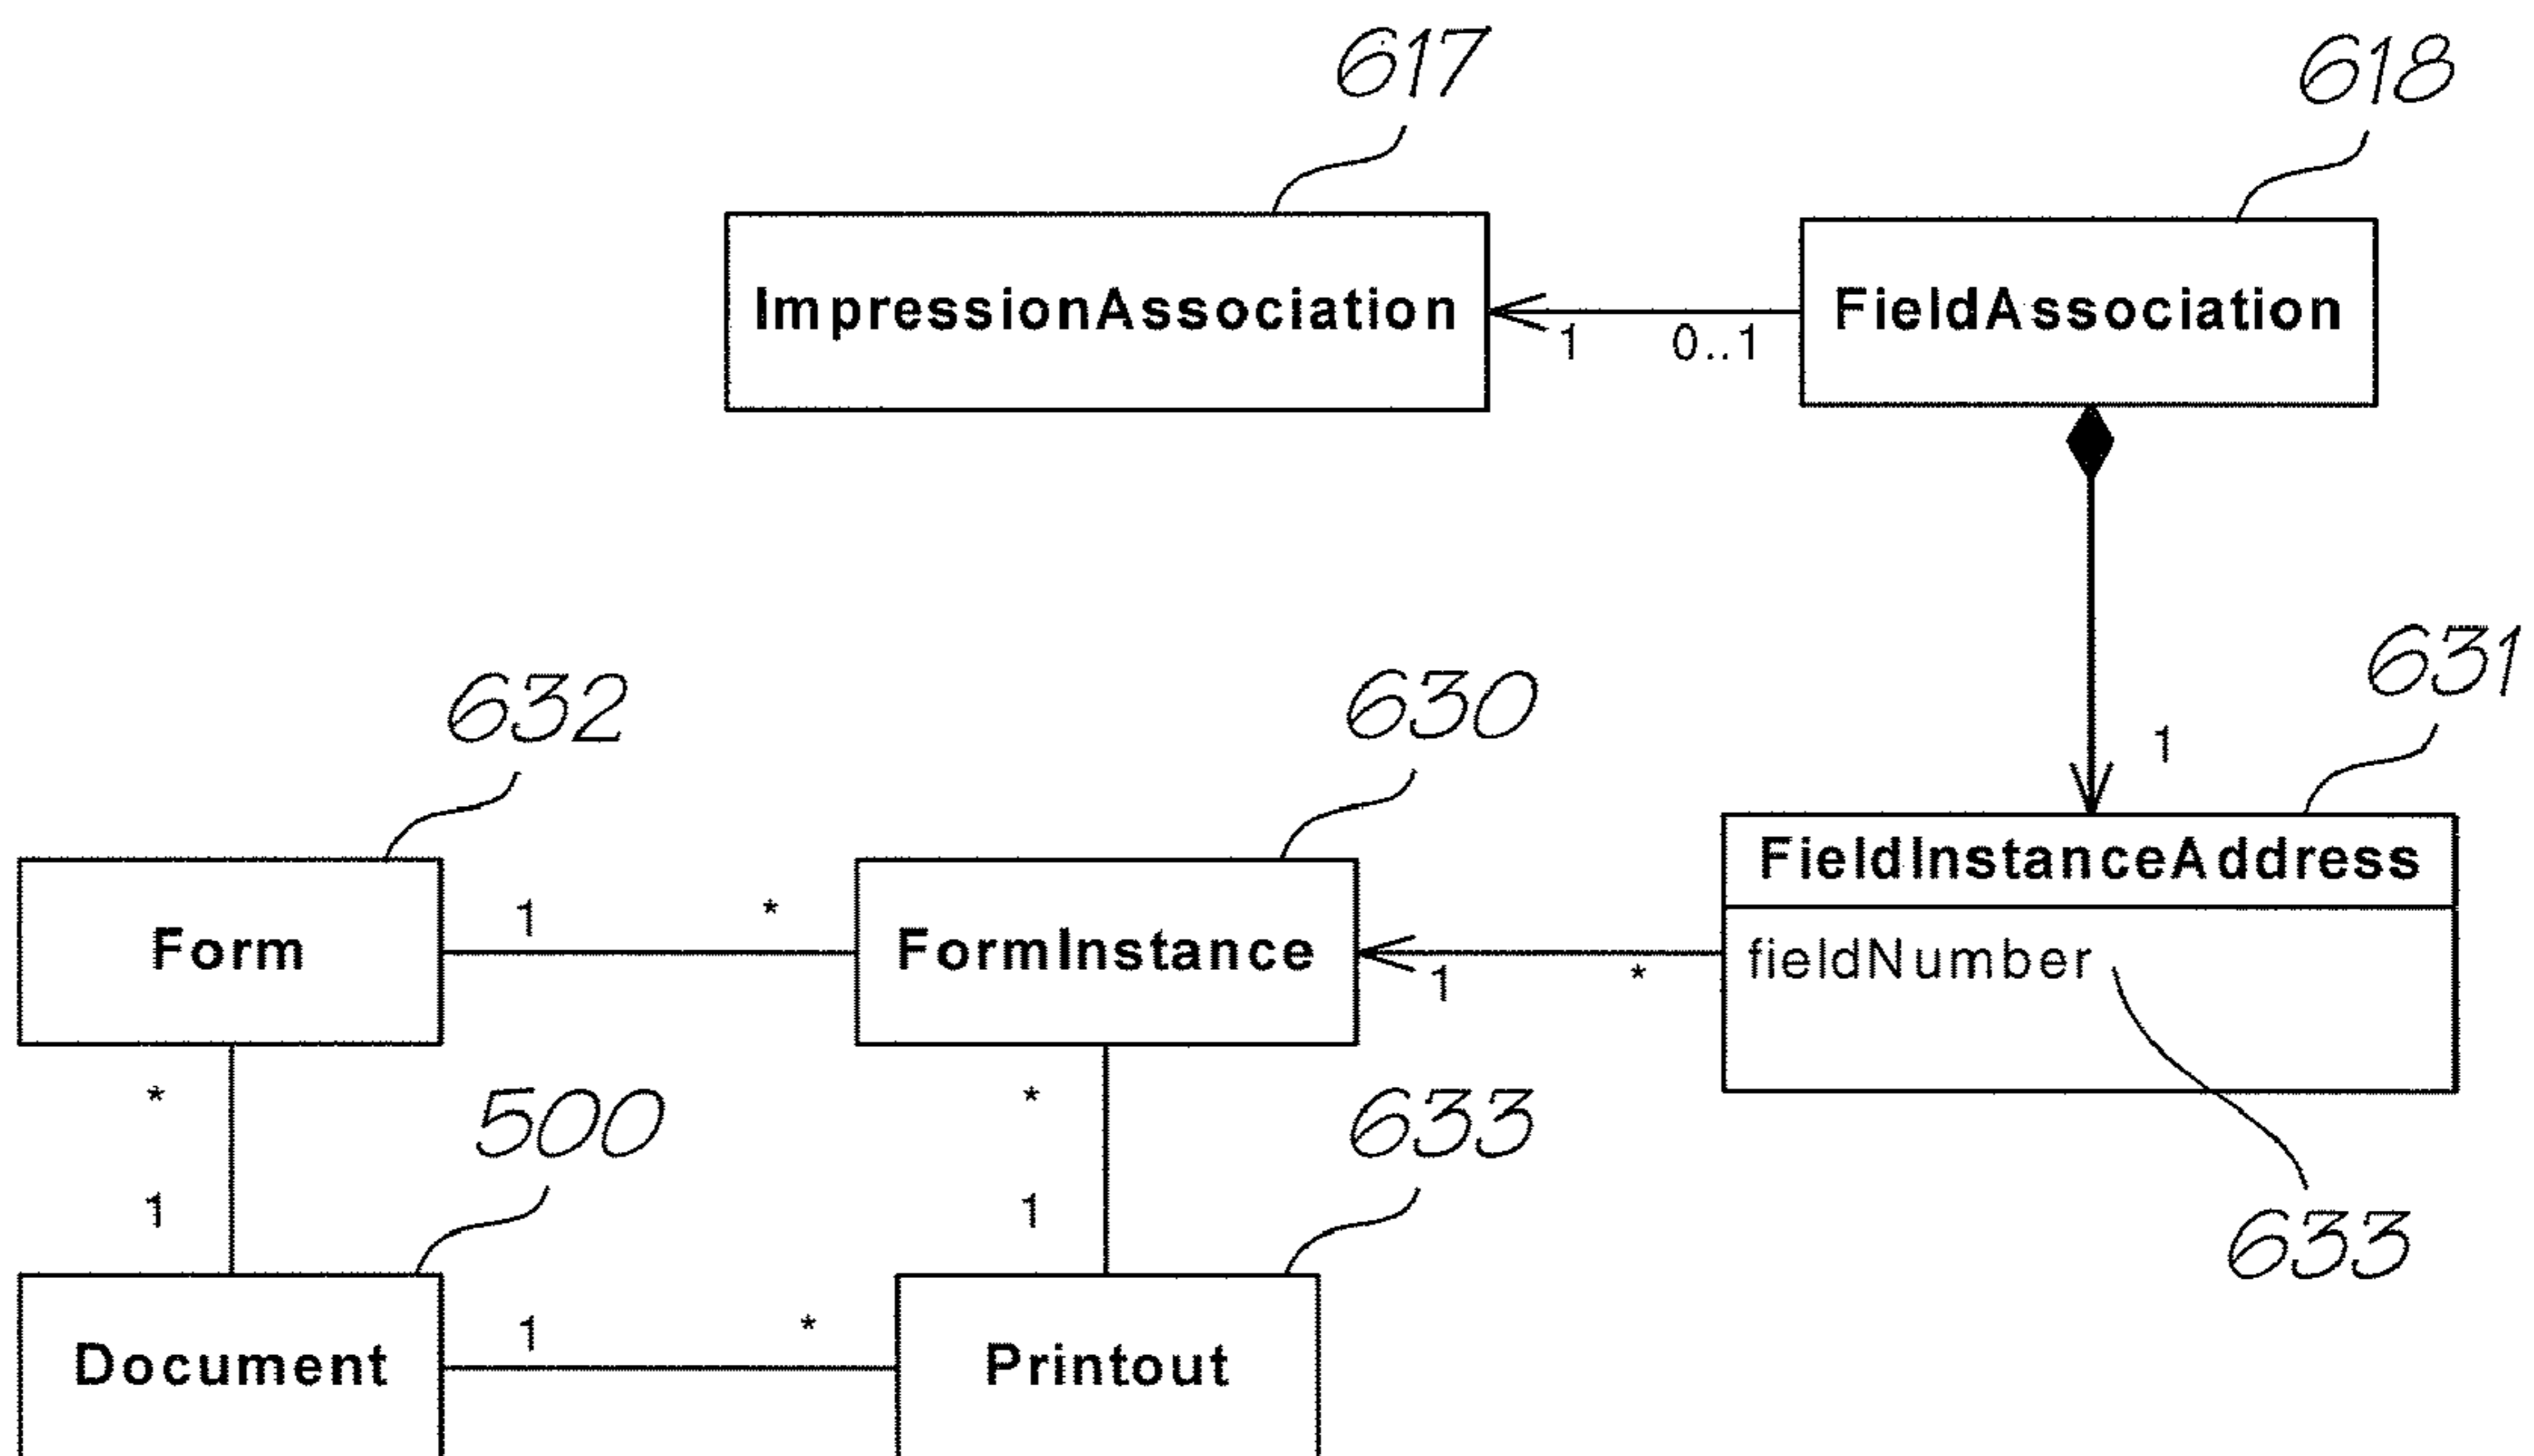 617
618
ImpressionAssociation
1
0..1
FieldAssociation
1
631
632
630
FieldInstanceAddress
Form
1
*
FormInstance
1
*
fieldNumber
*
1
500
*
1
633
633
Document
1
*
Printout